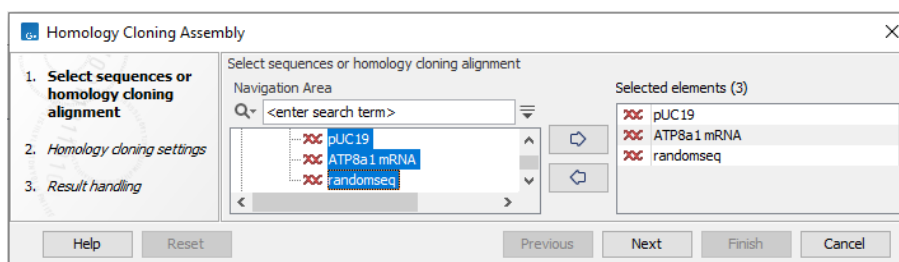 G.
Homology Cloning Assembly
1. Select sequences or
homology cloning
alignment
2. Homology cloning settings
3. Result handling
Select sequences or homology cloning alignment
Navigation Area
<enter search term>
pUC19
ATP8a1 mRNA
randomseq
Selected elements (3)
pUC19
ATP8a1 mRNA
randomseq
Help
Reset
Previous
Next
Finish
Cancel